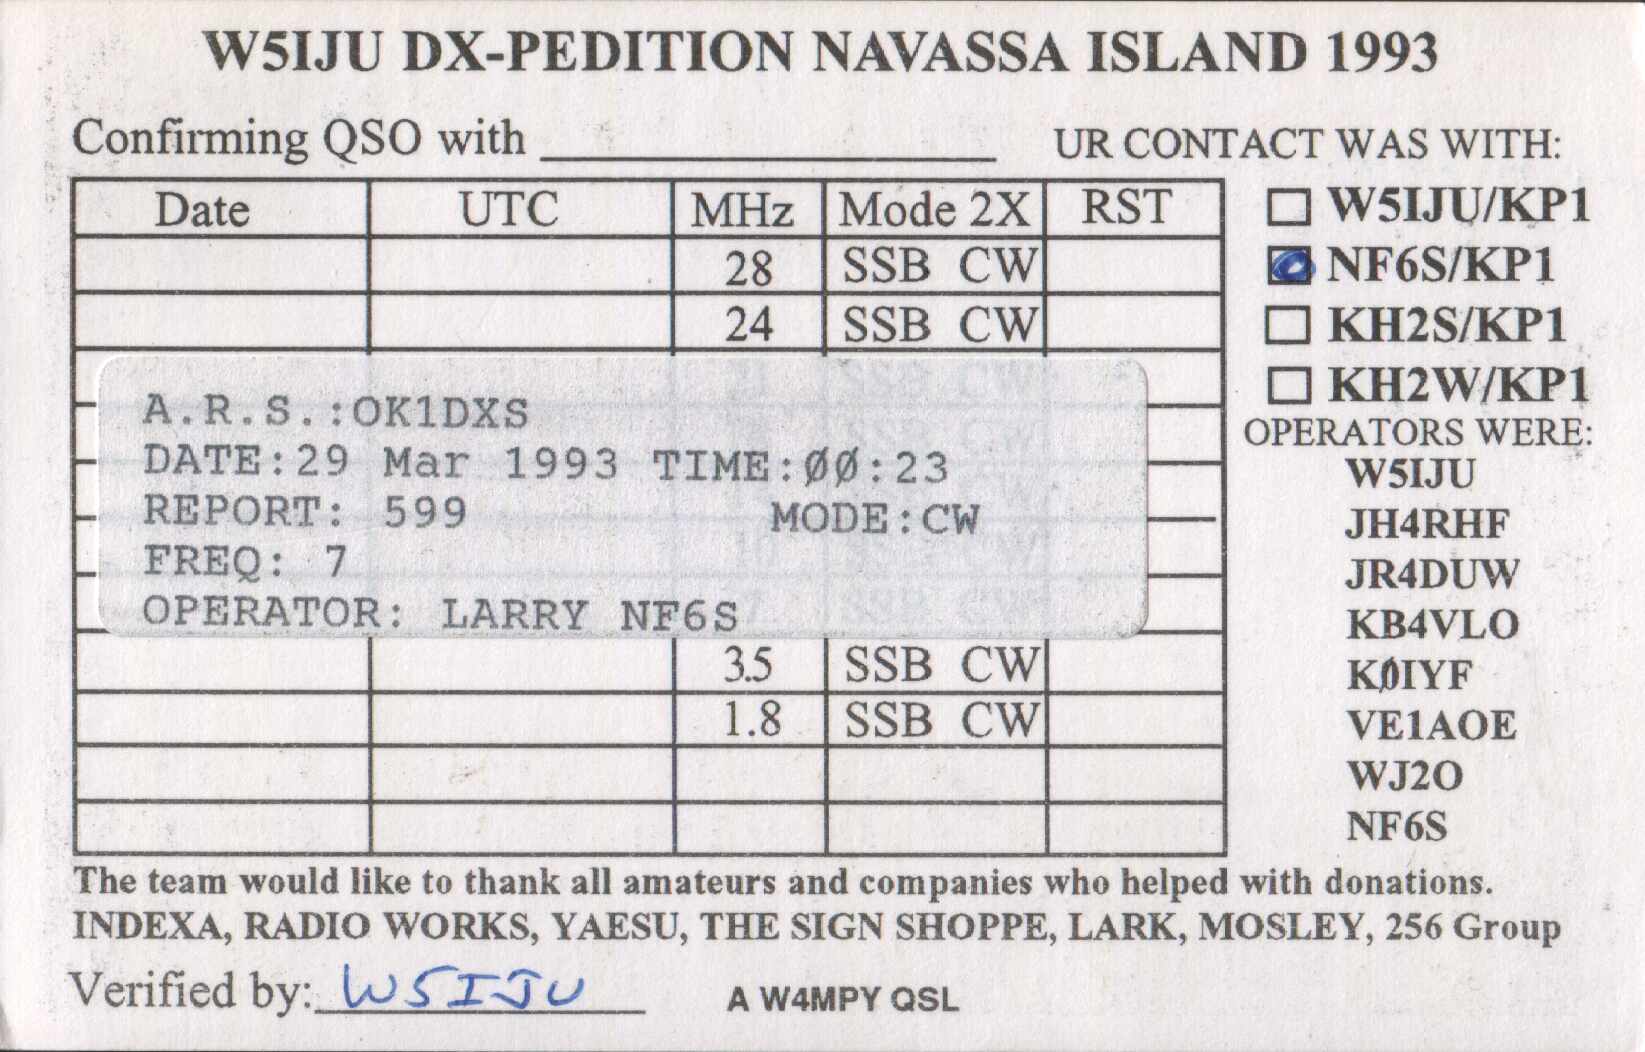 W5IJU DX-PEDITION NAVASSA ISLAND 1993
Confirming QSO with
UR CONTACT WAS WITH:
Date UTC MHz Mode 2X RST
28 SSB CW
24 SSB CW
A.R.S.:OK1DXS
DATE:29 Mar 1993 TIME:ØØ:23
REPORT: 599 MODE:CW
FREQ: 7
OPERATOR: LARRY NF6S
3.5 SSB CW
1.8 SSB CW
W5IJU/KP1
NF6S/KP1
KH2S/KP1
KH2W/KP1
OPERATORS WERE:
W5IJU
JH4RHF
JR4DUW
KB4VLO
KØIYF
VE1AOE
WJ2O
NF6S
The team would like to thank all amateurs and companies who helped with donations.
INDEXA, RADIO WORKS, YAESU, THE SIGN SHOPPE, LARK, MOSLEY, 256 Group
Verified by: W5IJU
A W4MPY QSL